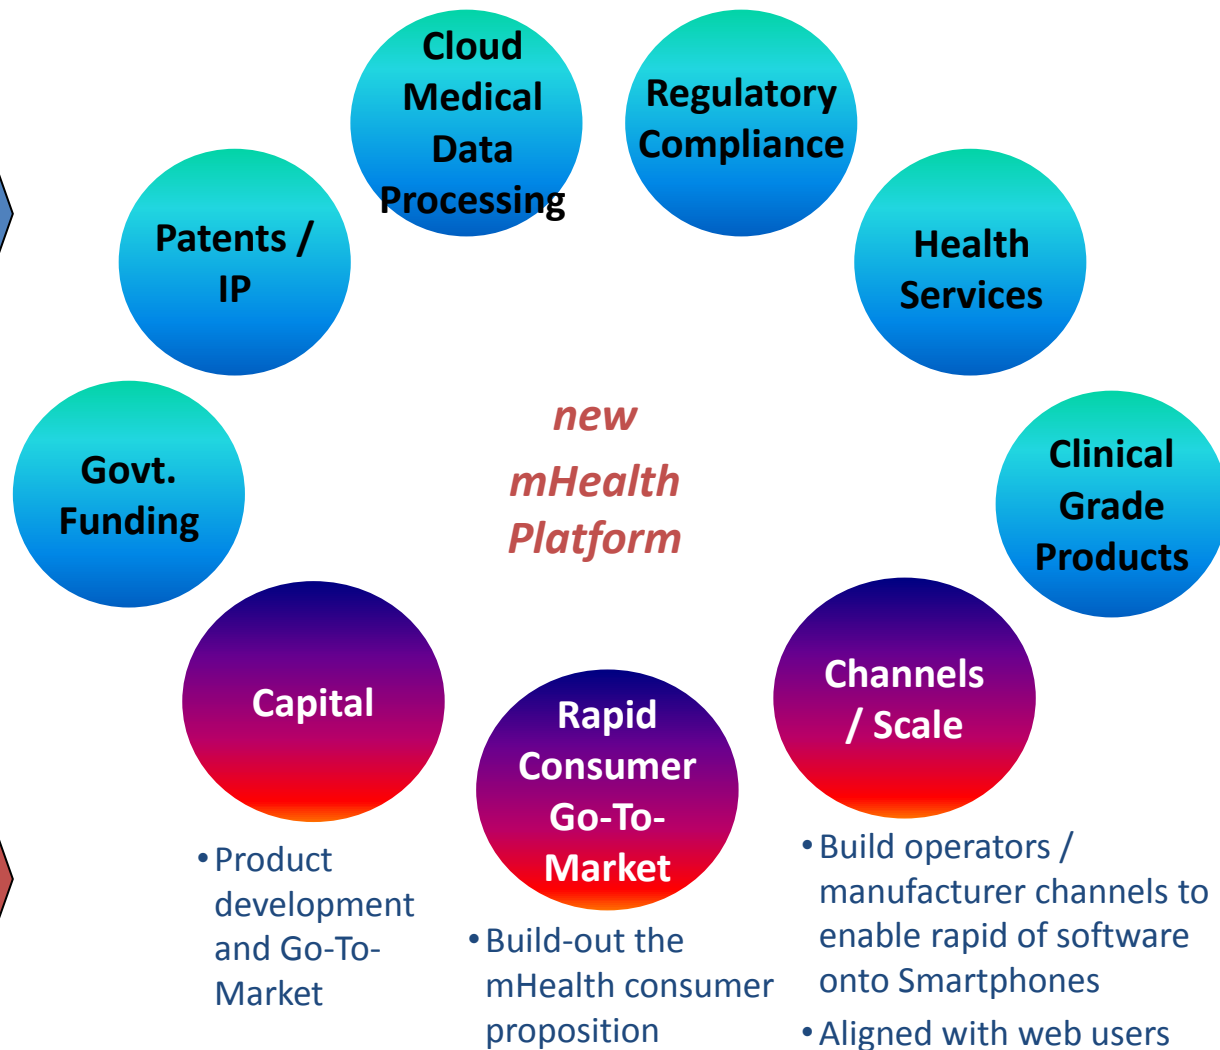 Cloud
Medical
Data
Processing
Regulatory
Compliance
Patents /
IP
Health
Services
Govt.
Funding
new
mHealth
Platform
Clinical
Grade
Products
Capital
Rapid
Consumer
Go-To-
Market
Channels
/ Scale
• Product
development
and Go-To-
Market
• Build-out the
mHealth consumer
proposition
• Build operators /
manufacturer channels to
enable rapid of software
onto Smartphones
• Aligned with web users